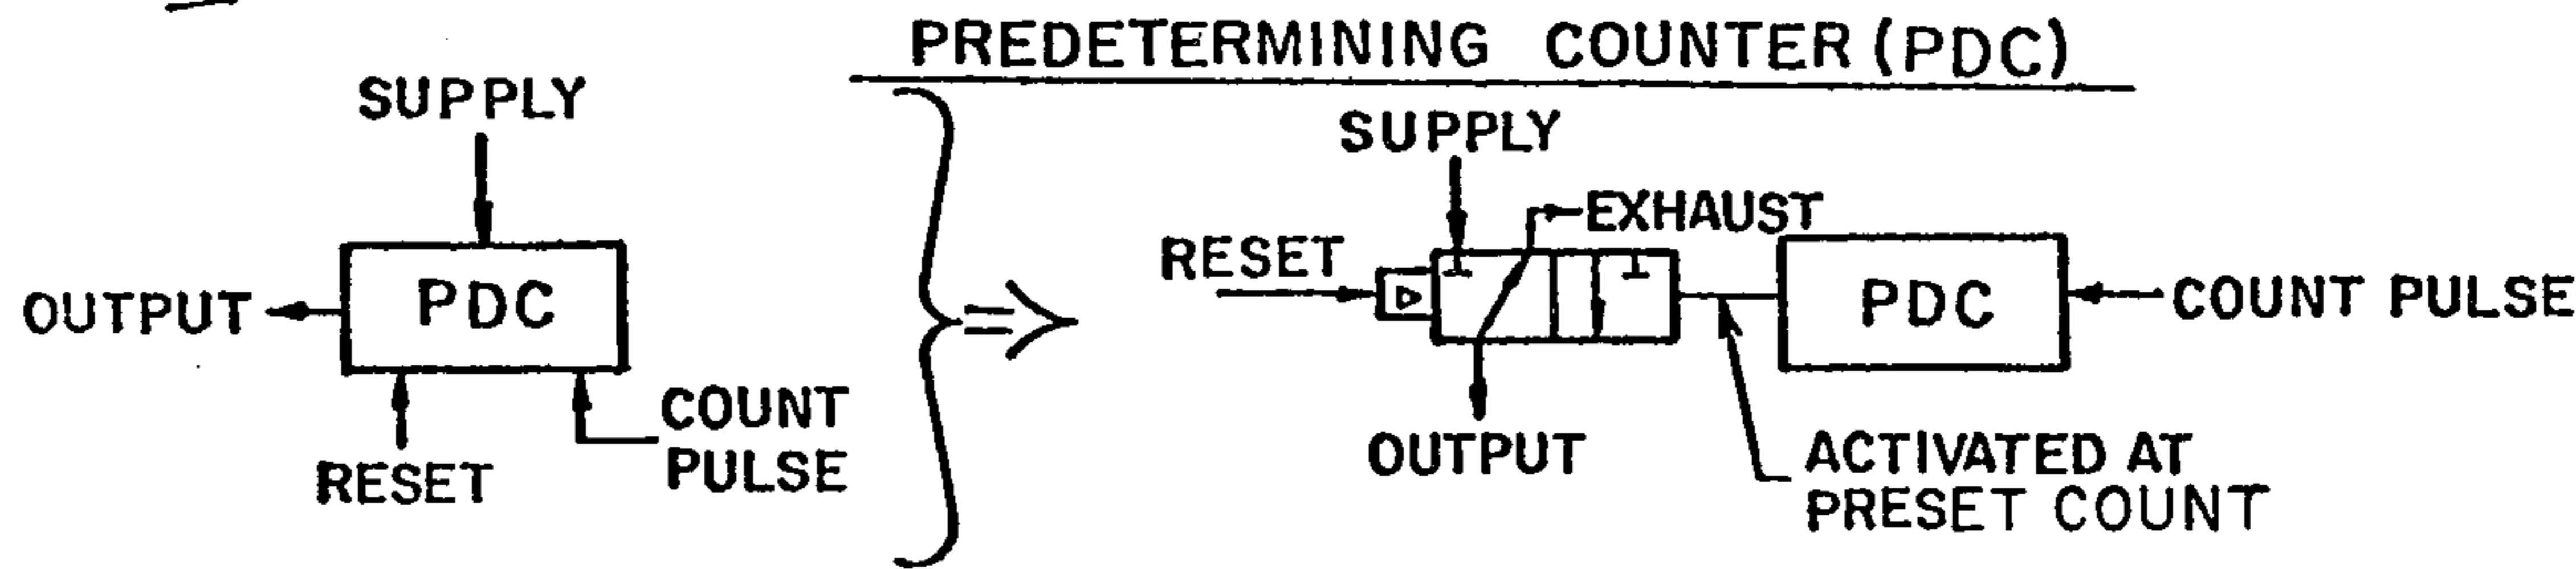 PREDETERMINING COUNTER (PDC)
SUPPLY
PDC
OUTPUT
RESET
COUNT
PULSE
SUPPLY
EXHAUST
RESET
PDC
COUNT PULSE
OUTPUT
ACTIVATED AT
PRESET COUNT